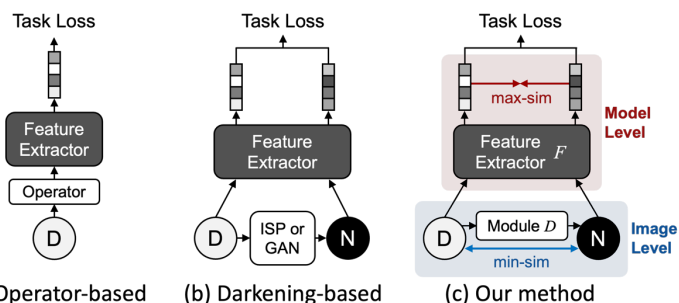 Task Loss
Feature
Extractor
Operator
D
Operator-based
Task Loss
Feature
Extractor
D
ISP or
GAN
N
(b) Darkening-based
Task Loss
max-sim
Model
Level
Feature
Extractor F
D
Module D
N
min-sim
Image
Level
(c) Our method